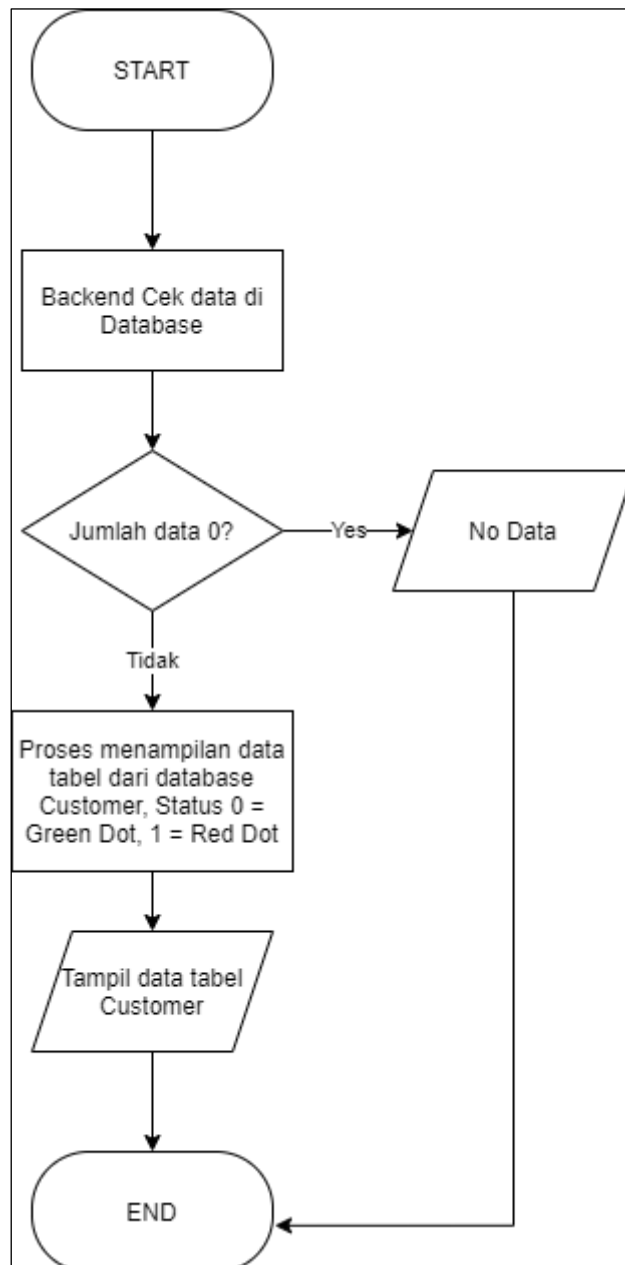 START
Backend Cek data di
Database
Jumlah data 0?
Yes
No Data
Tidak
Proses menampilan data
tabel dari database
Customer, Status 0 =
Green Dot, 1 = Red Dot
Tampil data tabel
Customer
END